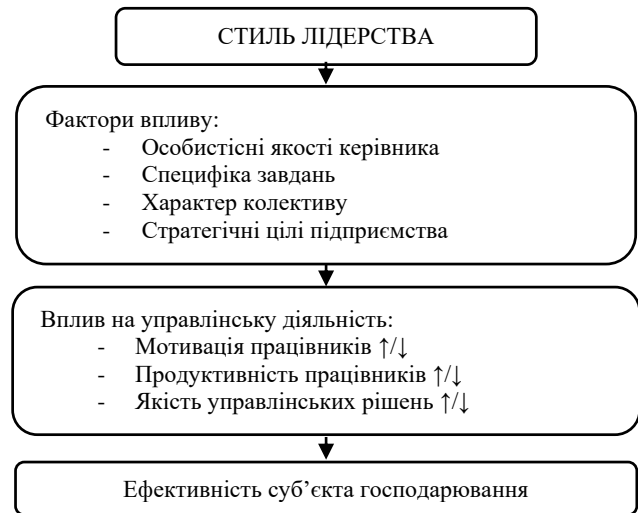 СТИЛЬ ЛІДЕРСТВА
Фактори впливу:
- Особистісні якості керівника
- Специфіка завдань
- Характер колективу
- Стратегічні цілі підприємства
Вплив на управлінську діяльність:
- Мотивація працівників ↑/↓
- Продуктивність працівників ↑/↓
- Якість управлінських рішень ↑/↓
Ефективність суб’єкта господарювання